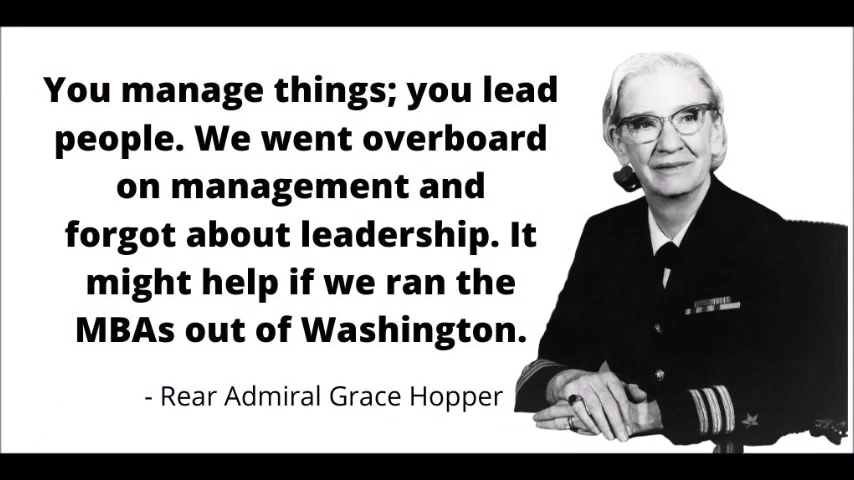 You manage things; you lead
people. We went overboard
on management and
forgot about leadership. It
might help if we ran the
MBAs out of Washington.
- Rear Admiral Grace Hopper